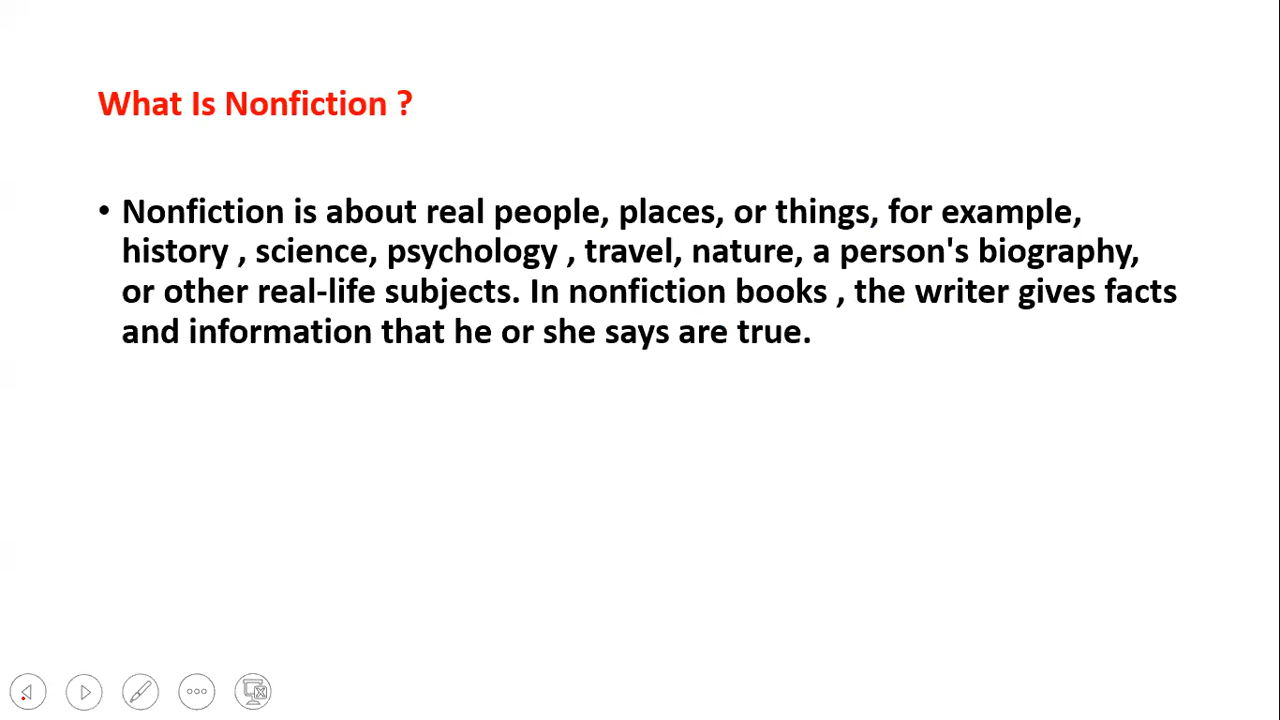 What Is Nonfiction ?
• Nonfiction is about real people, places, or things, for example,
history , science, psychology , travel, nature, a person's biography,
or other real-life subjects. In nonfiction books , the writer gives facts
and information that he or she says are true.